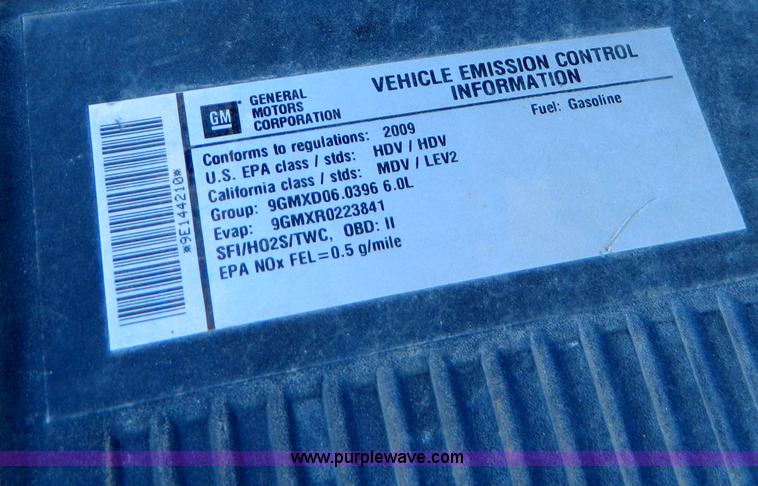 *9E144210*
GM
GENERAL
MOTORS
CORPORATION
VEHICLE EMISSION CONTROL
INFORMATION
Conforms to regulations: 2009
Fuel: Gasoline
U.S. EPA class / stds: HDV / HDV
California class / stds: MDV / LEV2
Group: 9GMXD06.0396 6.0L
Evap: 9GMXR0223841
SFI/HO2S/TWC, OBD: II
EPA NOx FEL=0.5 g/mile
www.purplewave.com